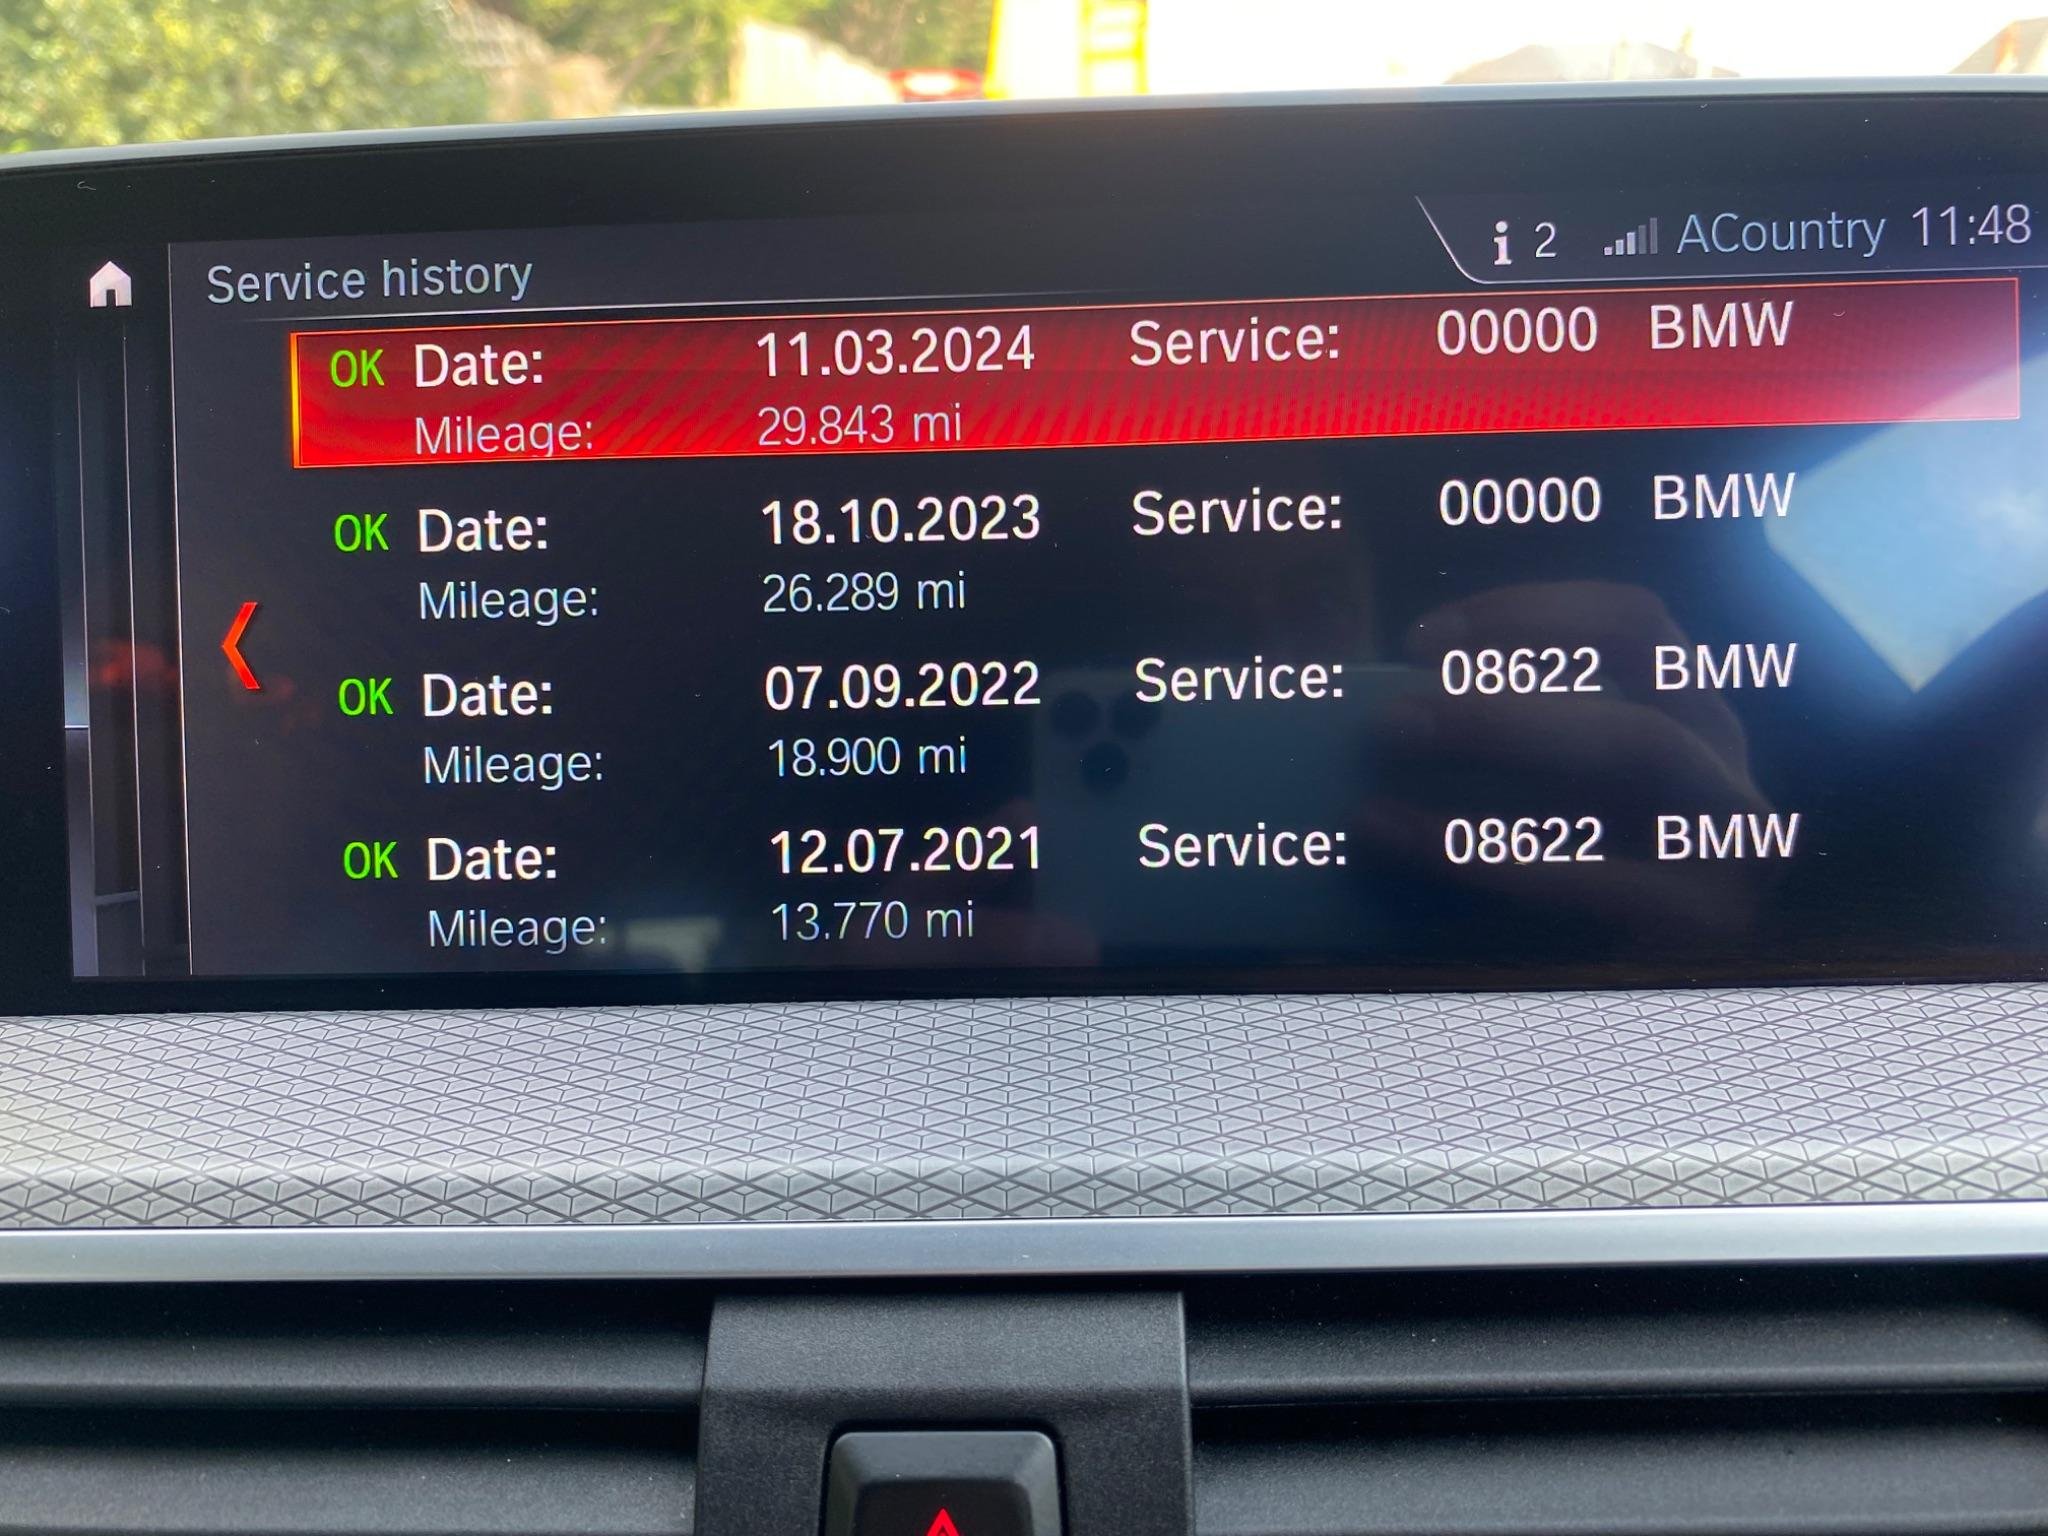 i 2 ACountry 11:48
Service history
OK Date: 11.03.2024 Service: 00000 BMW
Mileage: 29.843 mi
OK Date: 18.10.2023 Service: 00000 BMW
Mileage: 26.289 mi
OK Date: 07.09.2022 Service: 08622 BMW
Mileage: 18.900 mi
OK Date: 12.07.2021 Service: 08622 BMW
Mileage: 13.770 mi